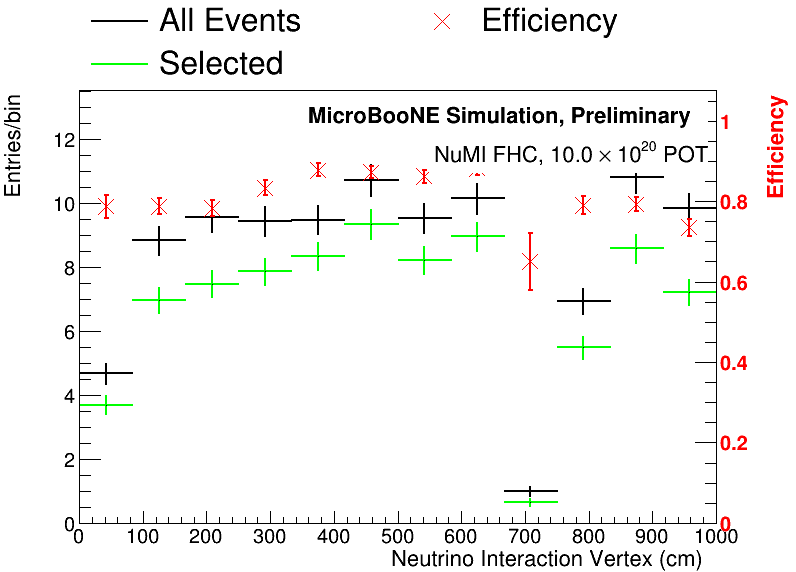 All Events
Efficiency
Selected
Entries/bin
MicroBooNE Simulation, Preliminary
NuMI FHC, 10.0 × 10^20 POT
Efficiency
12
10
8
6
4
2
0
1
0.8
0.6
0.4
0.2
0
0 100 200 300 400 500 600 700 800 900 1000
Neutrino Interaction Vertex (cm)